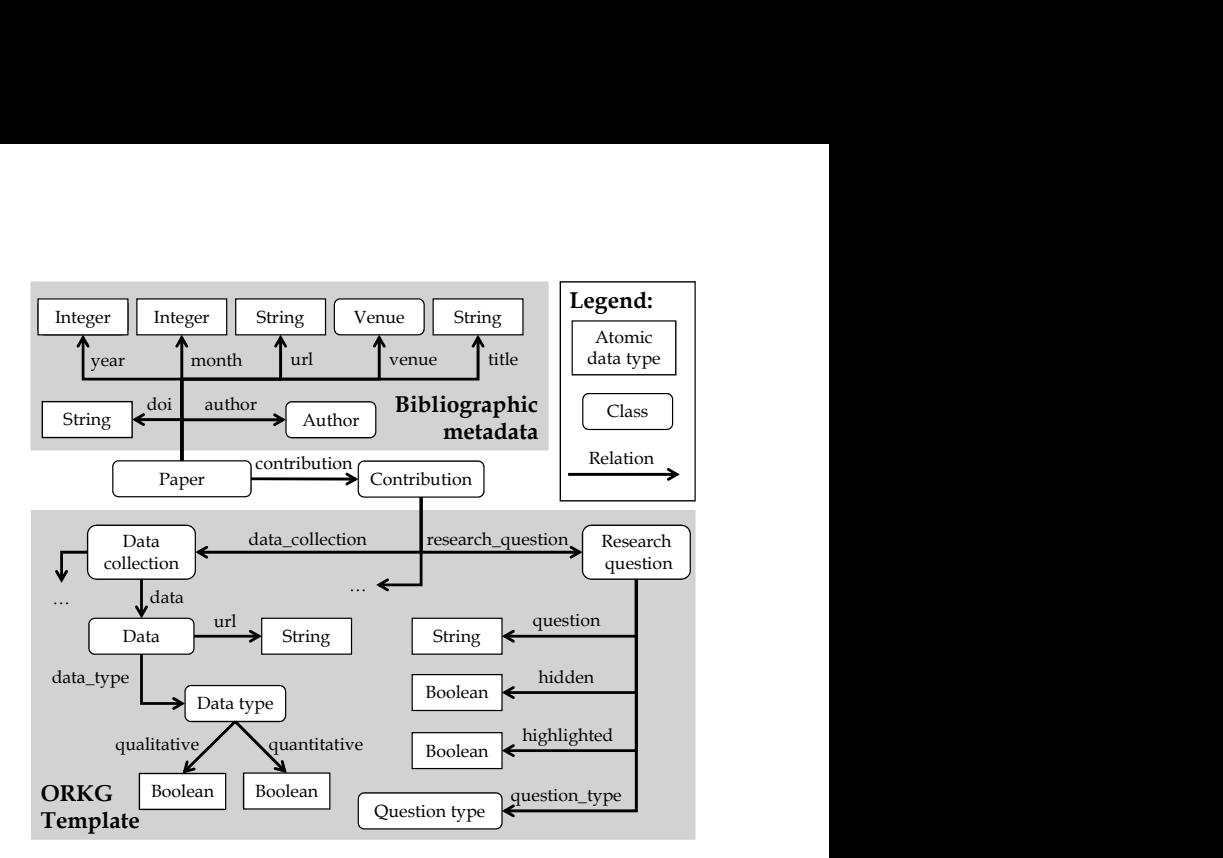 Integer
Integer
String
Venue
String
year
month
url
venue
title
String
doi
author
Author
Bibliographic
metadata
Legend:
Atomic
data type
Class
Relation
Paper
contribution
Contribution
Data
collection
data_collection
research_question
Research
question
...
...
data
Data
url
String
data_type
Data type
qualitative
quantitative
Boolean
Boolean
String
question
Boolean
hidden
Boolean
highlighted
Question type
question_type
ORKG
Template